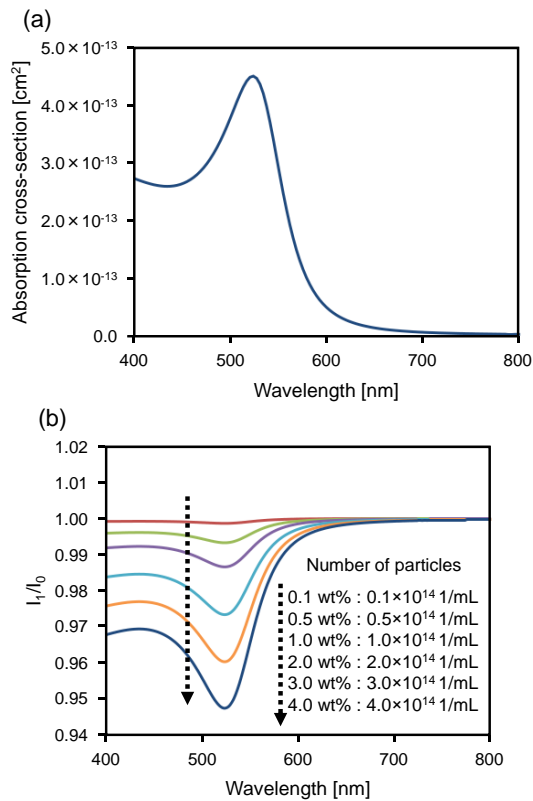 (a)
Absorption cross-section [cm²]
5.0×10⁻¹³
4.0×10⁻¹³
3.0×10⁻¹³
2.0×10⁻¹³
1.0×10⁻¹³
0.0
400 500 600 700 800
Wavelength [nm]
(b)
I₁/I₀
1.02
1.01
1.00
0.99
0.98
0.97
0.96
0.95
0.94
Number of particles
0.1 wt% : 0.1×10¹⁴ 1/mL
0.5 wt% : 0.5×10¹⁴ 1/mL
1.0 wt% : 1.0×10¹⁴ 1/mL
2.0 wt% : 2.0×10¹⁴ 1/mL
3.0 wt% : 3.0×10¹⁴ 1/mL
4.0 wt% : 4.0×10¹⁴ 1/mL
400 500 600 700 800
Wavelength [nm]